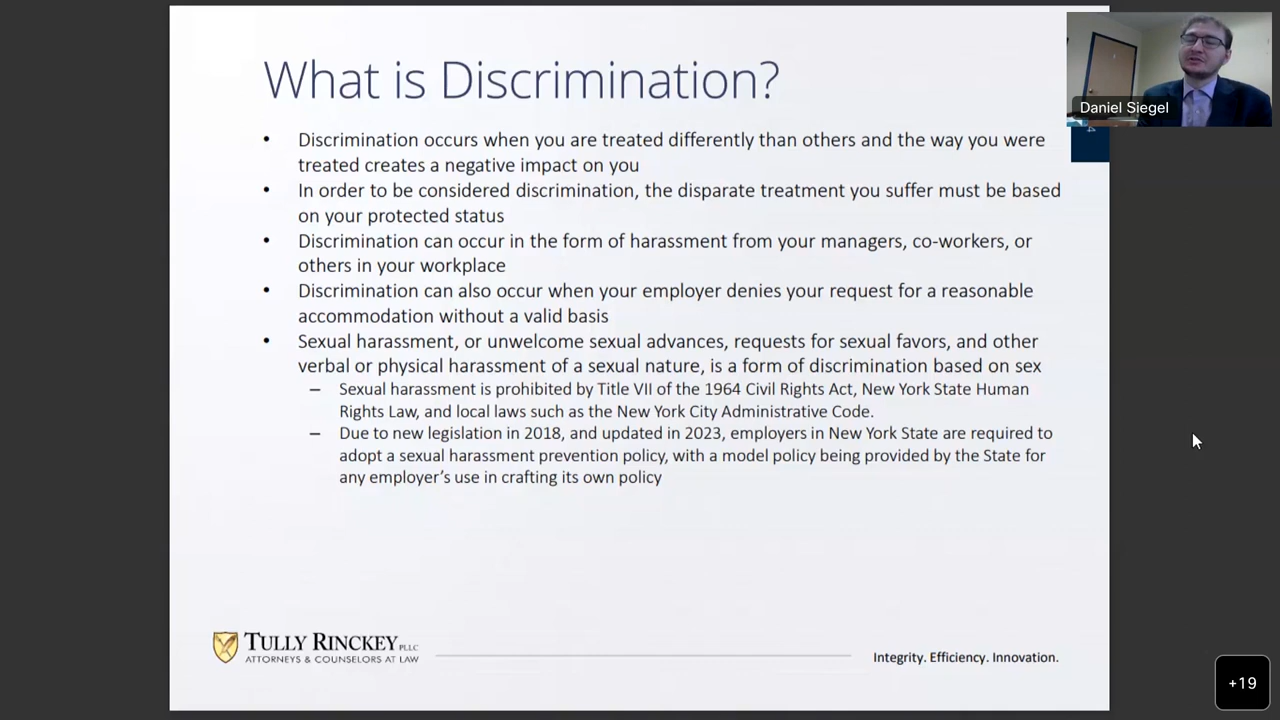 What is Discrimination?
Daniel Siegel
• Discrimination occurs when you are treated differently than others and the way you were
treated creates a negative impact on you
• In order to be considered discrimination, the disparate treatment you suffer must be based
on your protected status
• Discrimination can occur in the form of harassment from your managers, co-workers, or
others in your workplace
• Discrimination can also occur when your employer denies your request for a reasonable
accommodation without a valid basis
• Sexual harassment, or unwelcome sexual advances, requests for sexual favors, and other
verbal or physical harassment of a sexual nature, is a form of discrimination based on sex
– Sexual harassment is prohibited by Title VII of the 1964 Civil Rights Act, New York State Human
Rights Law, and local laws such as the New York City Administrative Code.
– Due to new legislation in 2018, and updated in 2023, employers in New York State are required to
adopt a sexual harassment prevention policy, with a model policy being provided by the State for
any employer’s use in crafting its own policy
TULLY RINCKEY PLLC
ATTORNEYS & COUNSELORS AT LAW
Integrity. Efficiency. Innovation.
+19